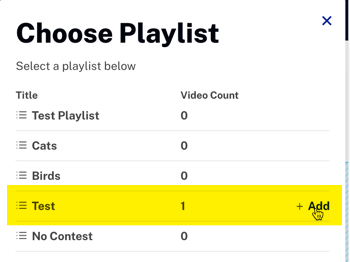 Choose Playlist
Select a playlist below
Title Video Count
Test Playlist 0
Cats 0
Birds 0
Test 1 + Add
No Contest 0